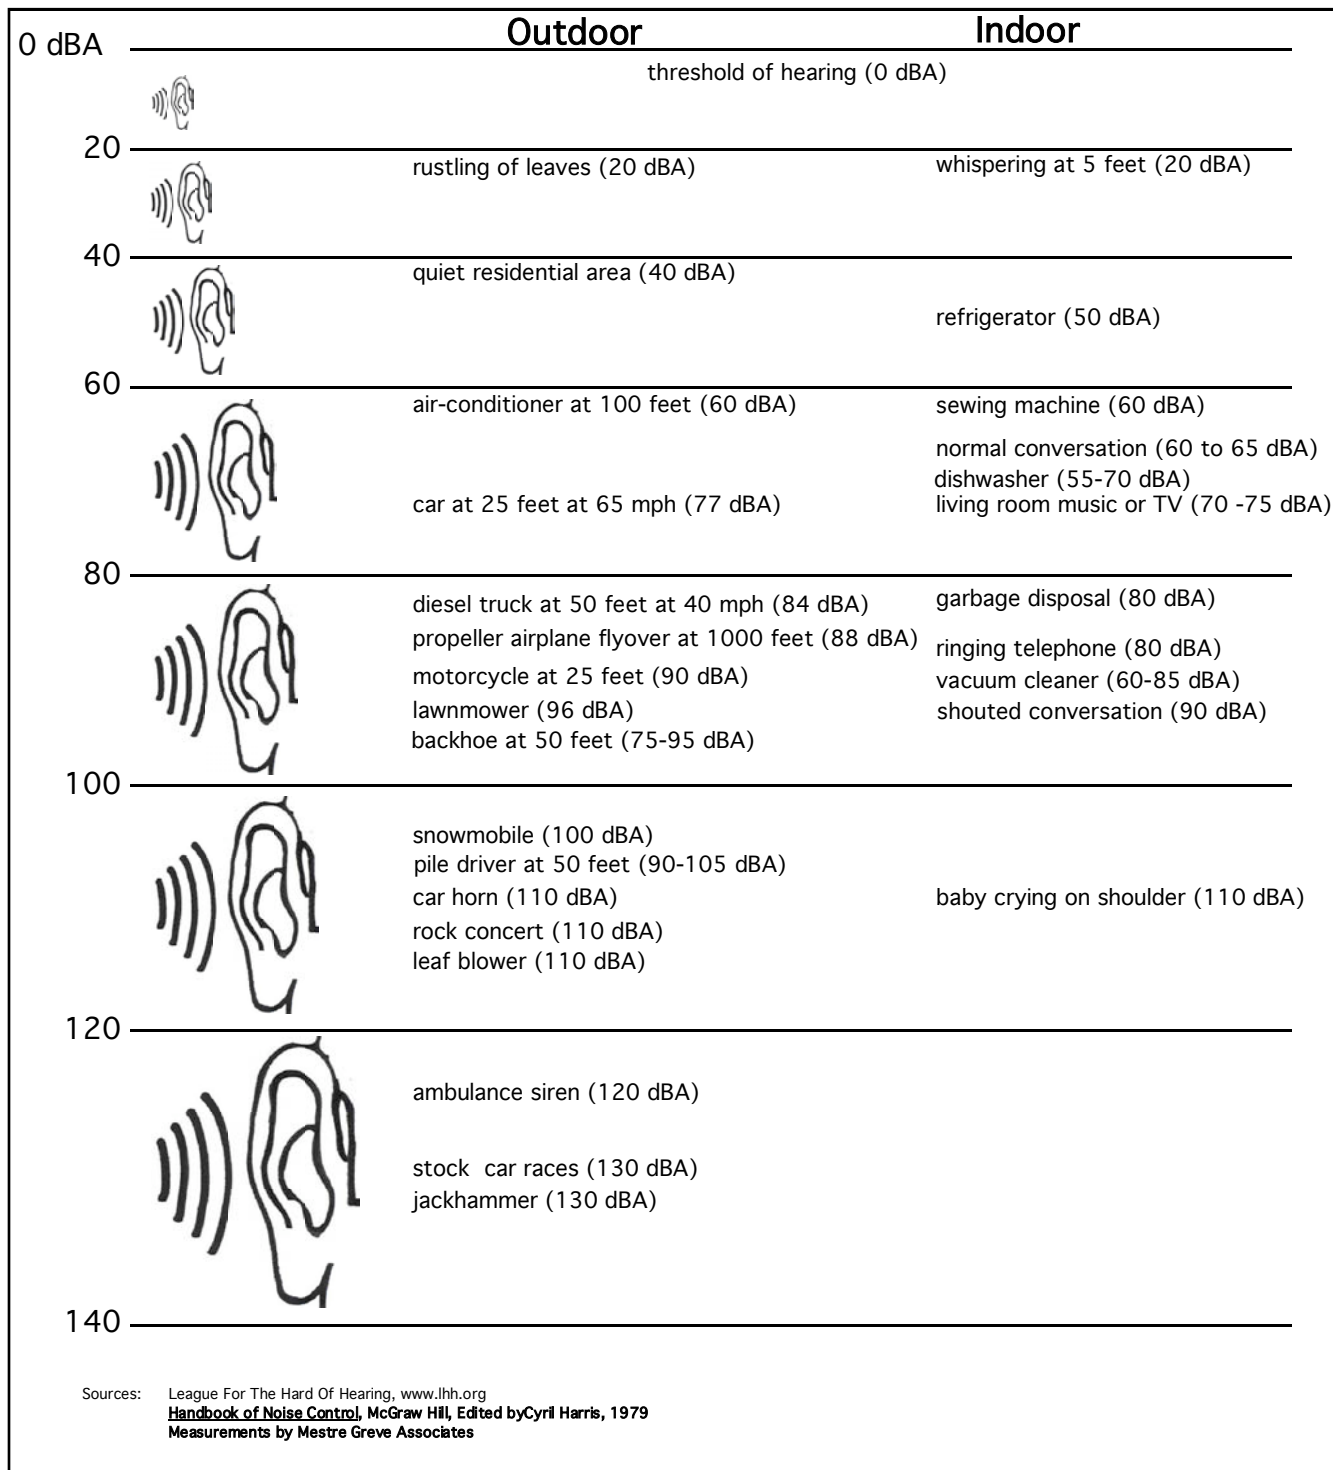 Outdoor Indoor
0 dBA
threshold of hearing (0 dBA)
20
rustling of leaves (20 dBA) whispering at 5 feet (20 dBA)
40
quiet residential area (40 dBA)
refrigerator (50 dBA)
60
air-conditioner at 100 feet (60 dBA) sewing machine (60 dBA)
normal conversation (60 to 65 dBA)
dishwasher (55-70 dBA)
car at 25 feet at 65 mph (77 dBA) living room music or TV (70 -75 dBA)
80
diesel truck at 50 feet at 40 mph (84 dBA) garbage disposal (80 dBA)
propeller airplane flyover at 1000 feet (88 dBA) ringing telephone (80 dBA)
motorcycle at 25 feet (90 dBA) vacuum cleaner (60-85 dBA)
lawnmower (96 dBA) shouted conversation (90 dBA)
backhoe at 50 feet (75-95 dBA)
100
snowmobile (100 dBA)
pile driver at 50 feet (90-105 dBA)
car horn (110 dBA) baby crying on shoulder (110 dBA)
rock concert (110 dBA)
leaf blower (110 dBA)
120
ambulance siren (120 dBA)
stock  car races (130 dBA)
jackhammer (130 dBA)
140
Sources: League For The Hard Of Hearing, www.lhh.org
Handbook of Noise Control, McGraw Hill, Edited byCyril Harris, 1979
Measurements by Mestre Greve Associates